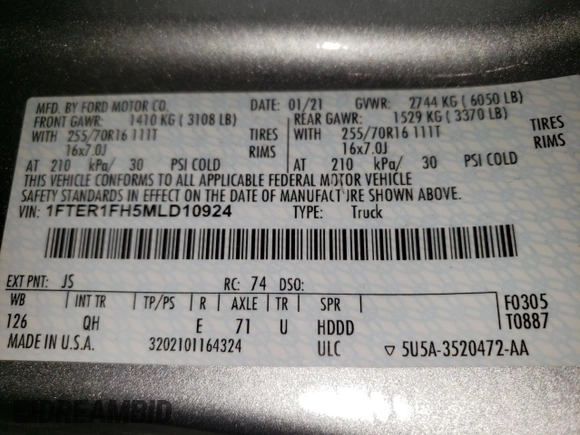 MFD. BY FORD MOTOR CO. DATE: 01/21 GVWR: 2744 KG ( 6050 LB)
FRONT GAWR: 1410 KG ( 3108 LB) REAR GAWR: 1529 KG ( 3370 LB)
WITH 255/70R16 111T TIRES WITH 255/70R16 111T TIRES
16x7.0J RIMS 16x7.0J RIMS
AT 210 kPa/ 30 PSI COLD AT 210 kPa/ 30 PSI COLD
THIS VEHICLE CONFORMS TO ALL APPLICABLE FEDERAL MOTOR VEHICLE
SAFETY STANDARDS IN EFFECT ON THE DATE OF MANUFACTURE SHOWN ABOVE.
VIN: 1FTER1FH5MLD10924 TYPE: Truck
EXT PNT: JS RC: 74 DSO:
WB INT TR TP/PS R AXLE TR SPR F0305
126 QH E 71 U HDDD T0887
MADE IN U.S.A. 3202101164324 ULC ▽ 5U5A-3520472-AA